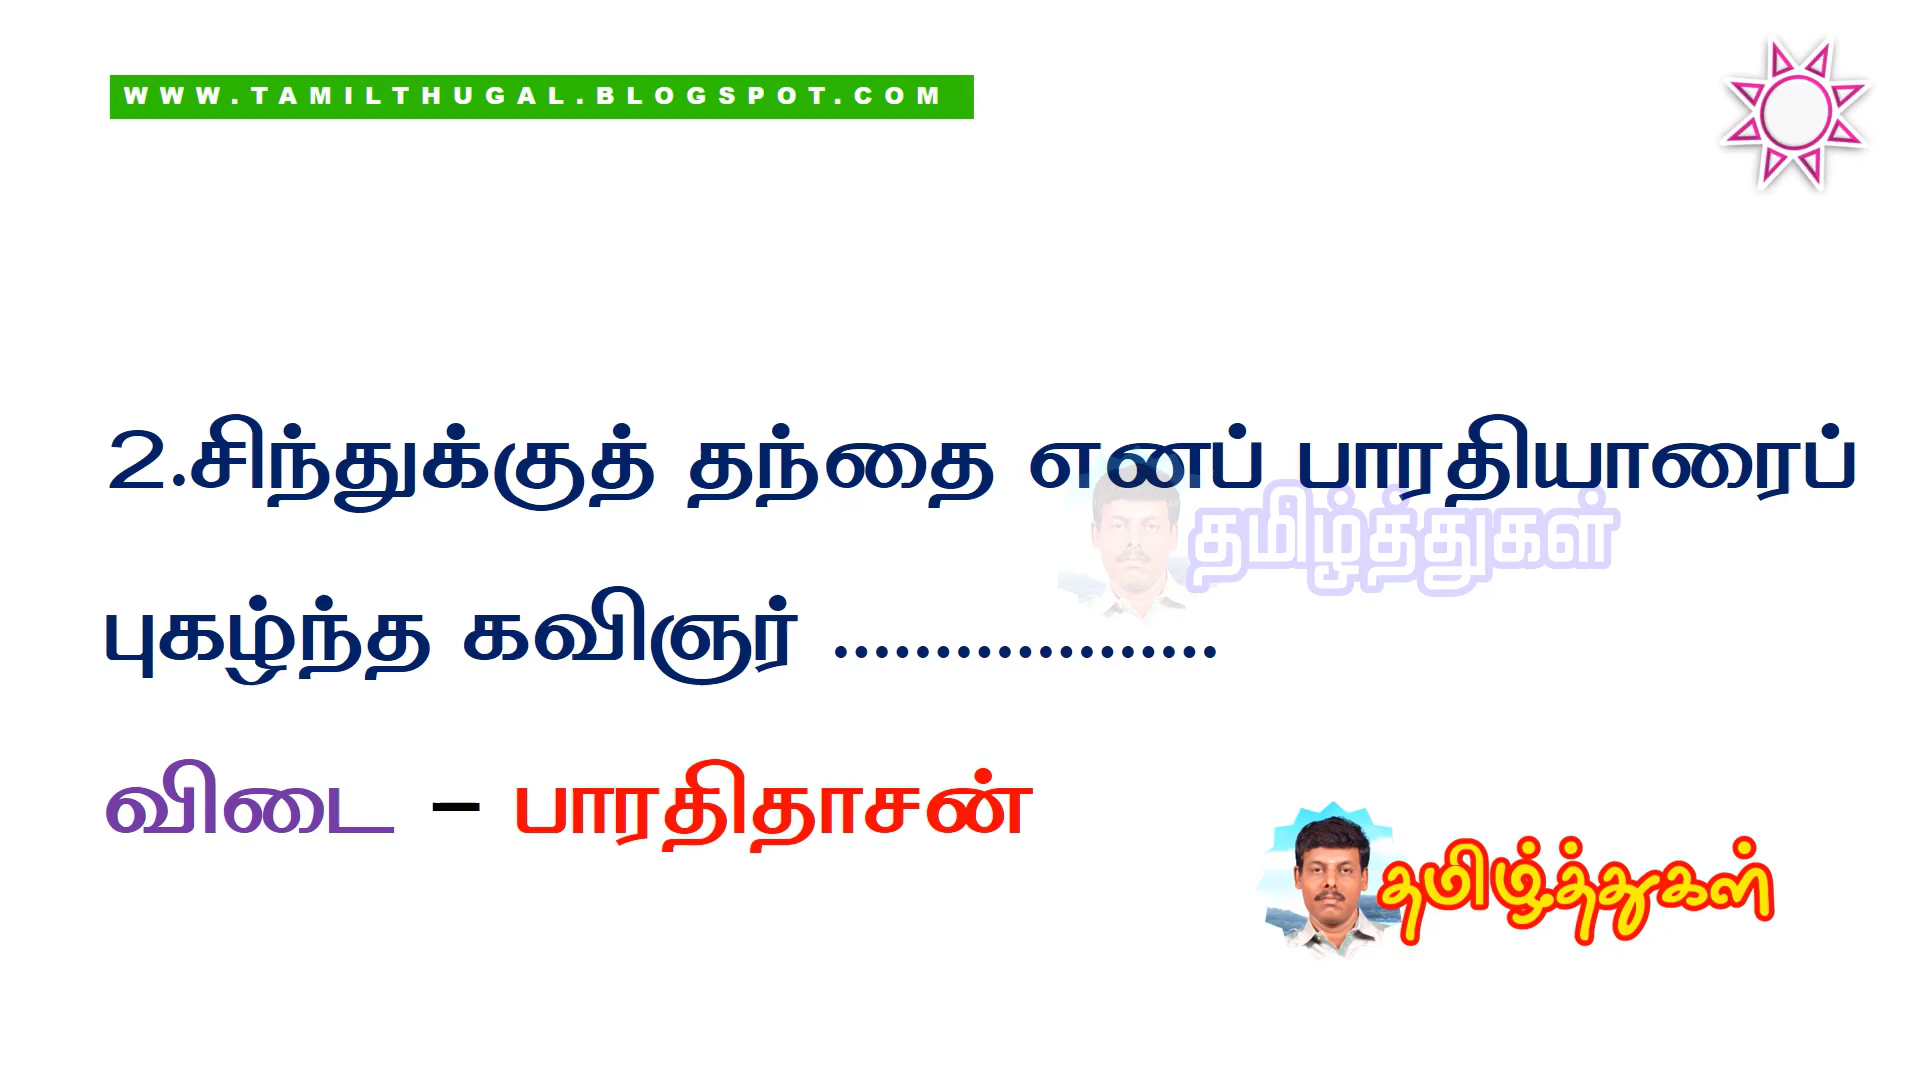 WWW.TAMILTHUGAL.BLOGSPOT.COM
2.சிந்துக்குத் தந்தை எனப் பாரதியாரைப்
தமிழ்த்துகள்
புகழ்ந்த கவிஞர் ...................
விடை – பாரதிதாசன்
தமிழ்த்துகள்